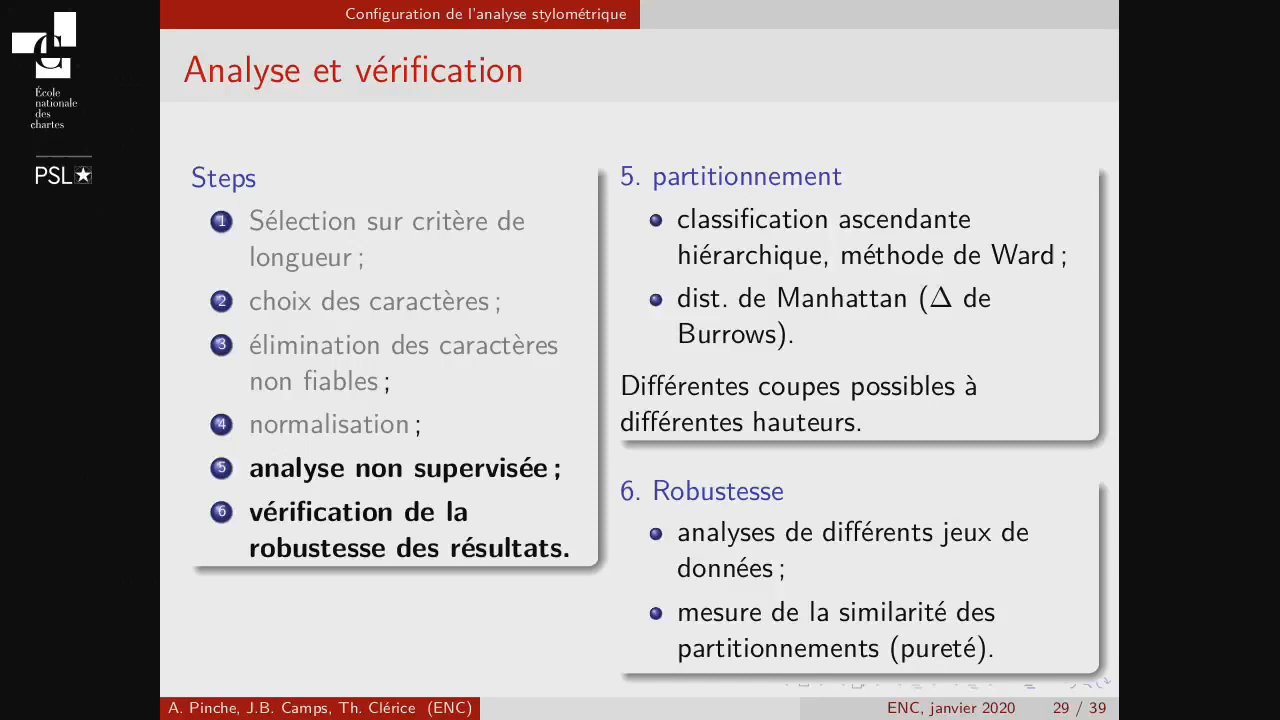 École
nationale
des
chartes
PSL
Configuration de l'analyse stylométrique
Analyse et vérification
Steps
1 Sélection sur critère de
longueur ;
2 choix des caractères ;
3 élimination des caractères
non fiables ;
4 normalisation ;
5 analyse non supervisée ;
6 vérification de la
robustesse des résultats.
5. partitionnement
classification ascendante
hiérarchique, méthode de Ward ;
dist. de Manhattan (Δ de
Burrows).
Différentes coupes possibles à
différentes hauteurs.
6. Robustesse
analyses de différents jeux de
données ;
mesure de la similarité des
partitionnements (pureté).
A. Pinche, J.B. Camps, Th. Clérice (ENC)
ENC, janvier 2020
29 / 39